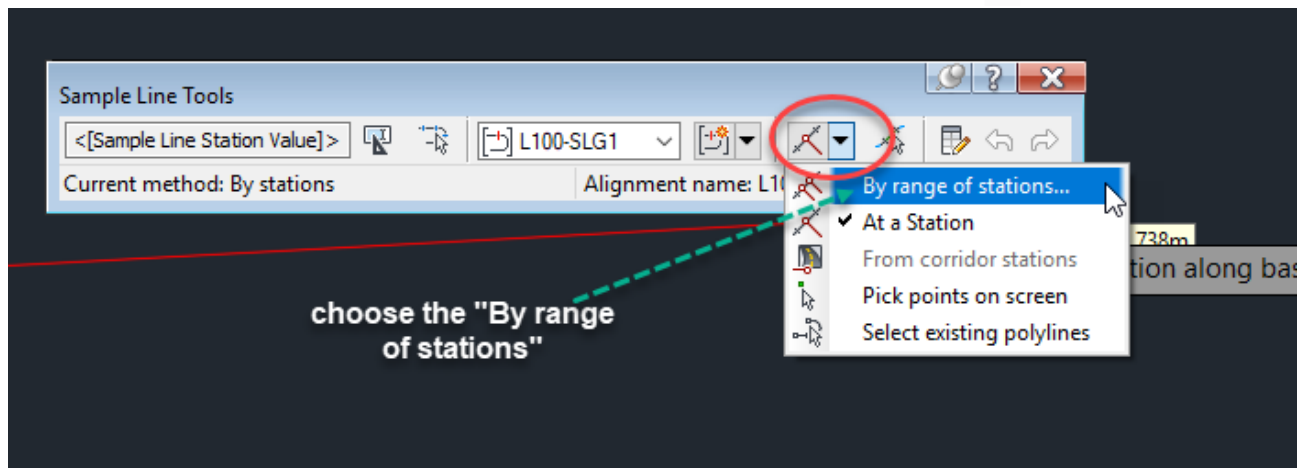 Sample Line Tools
<[Sample Line Station Value]>
L100-SLG1
Current method: By stations
Alignment name: L10
By range of stations...
At a Station
738m
From corridor stations
tion along bas
Pick points on screen
Select existing polylines
choose the "By range
of stations"